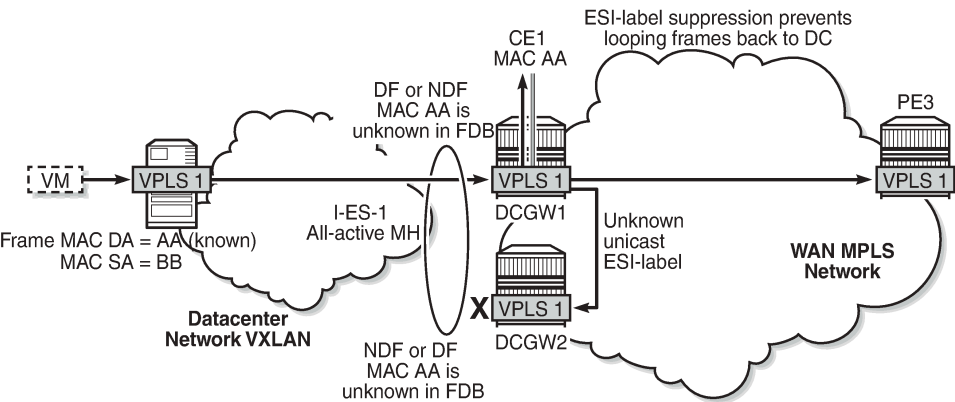 ESI-label suppression prevents
looping frames back to DC
CE1
MAC AA
DF or NDF
MAC AA is
unknown in FDB
PE3
VM
VPLS 1
VPLS 1
VPLS 1
DCGW1
I-ES-1
All-active MH
Unknown
unicast
ESI-label
Frame MAC DA = AA (known)
MAC SA = BB
WAN MPLS
Network
X
VPLS 1
DCGW2
Datacenter
Network VXLAN
NDF or DF
MAC AA is
unknown in FDB